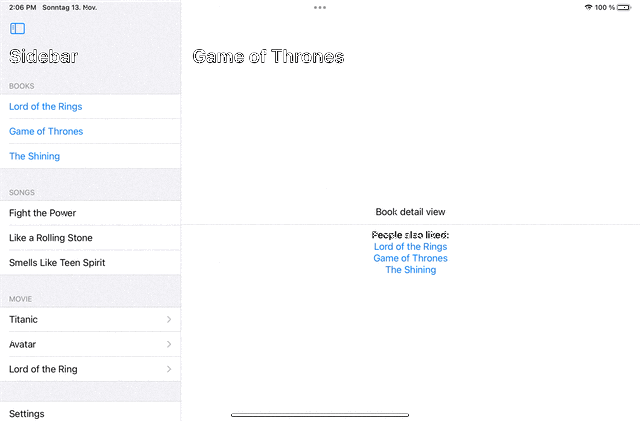 2:06 PM Sonntag 13. Nov.
100 %
Sidebar
BOOKS
Lord of the Rings
Game of Thrones
The Shining
SONGS
Fight the Power
Like a Rolling Stone
Smells Like Teen Spirit
MOVIE
Titanic
Avatar
Lord of the Ring
Settings
Game of Thrones
Book detail view
People also liked:
Lord of the Rings
Game of Thrones
The Shining